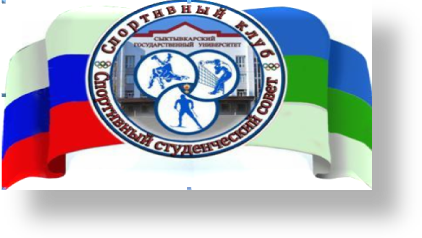 Спортивный клуб
СЫКТЫВКАРСКИЙ
ГОСУДАРСТВЕННЫЙ УНИВЕРСИТЕТ
Спортивный студенческий совет